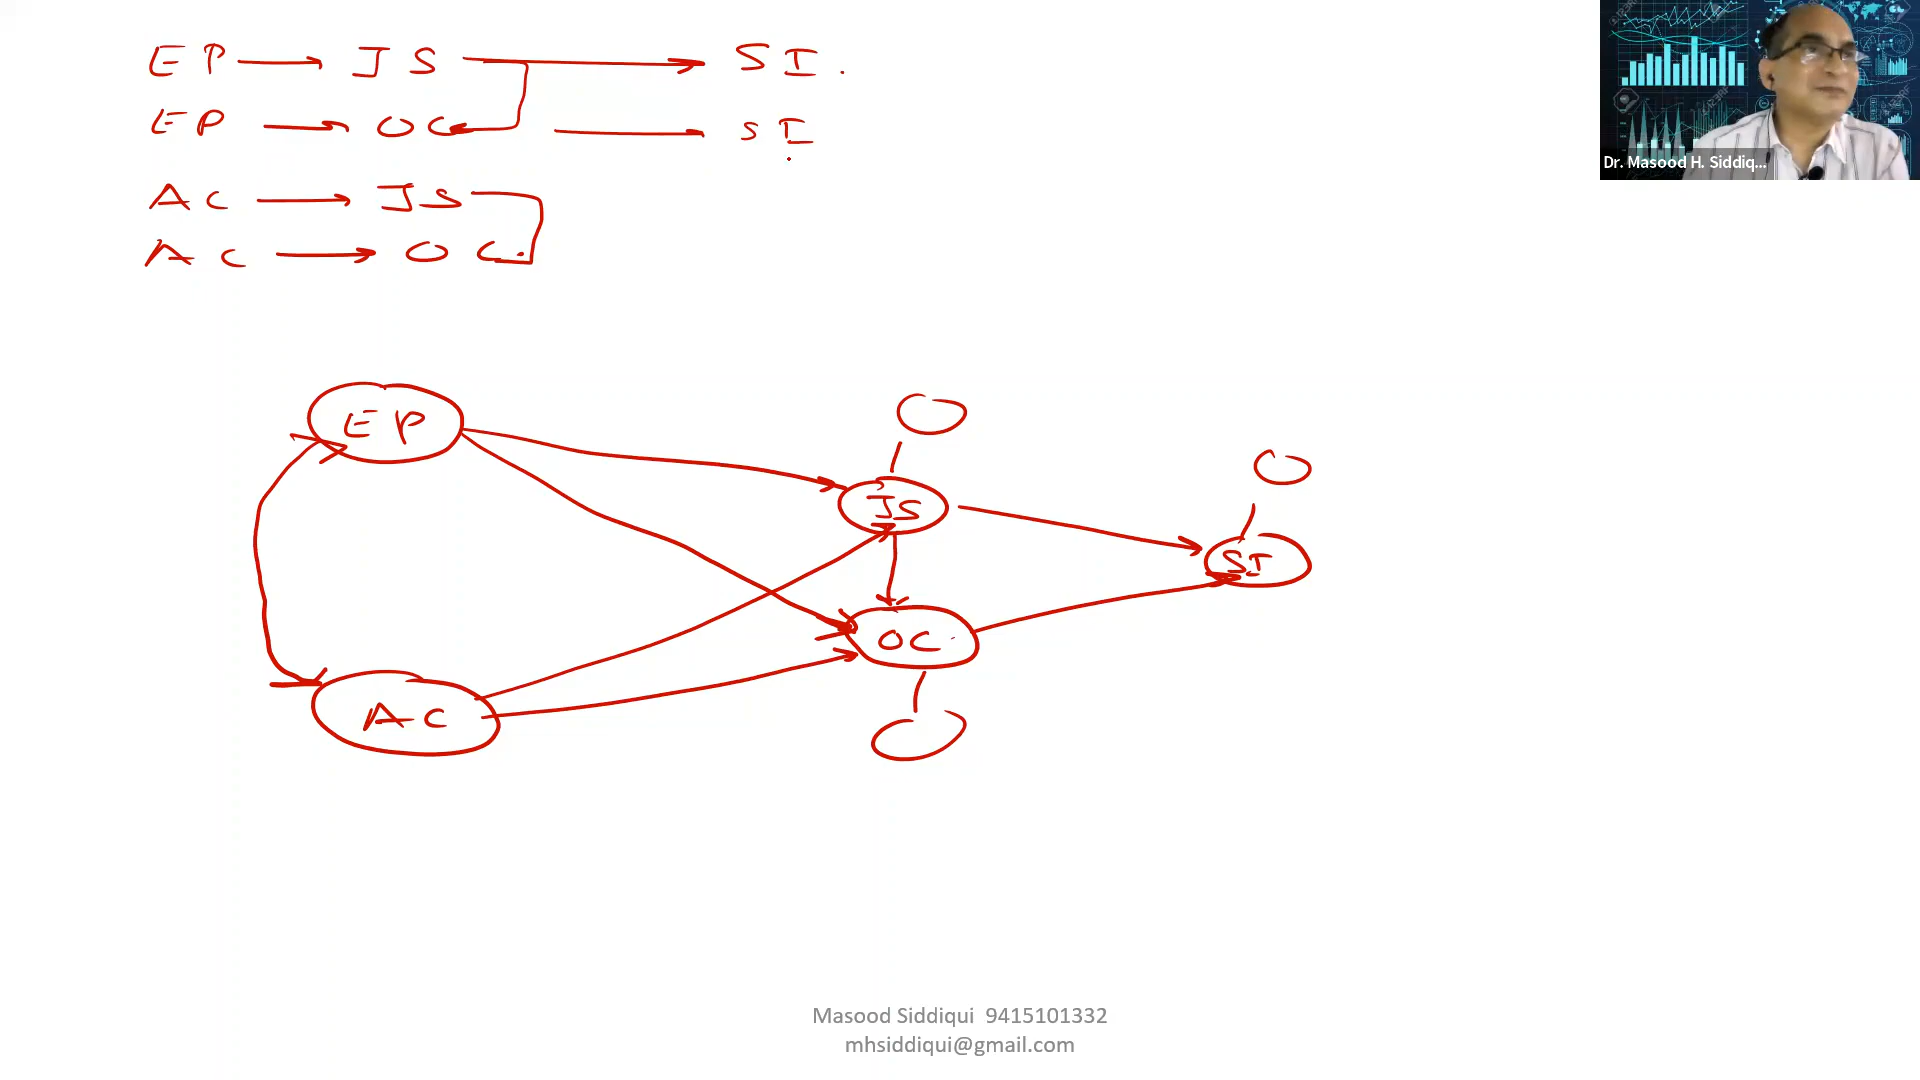 EP → JS → SI.
EP → OC → SI
AC → JS
AC → OC.
EP
JS
SI
OC
AC
Dr. Masood H. Siddiq...
Masood Siddiqui 9415101332
mhsiddiqui@gmail.com